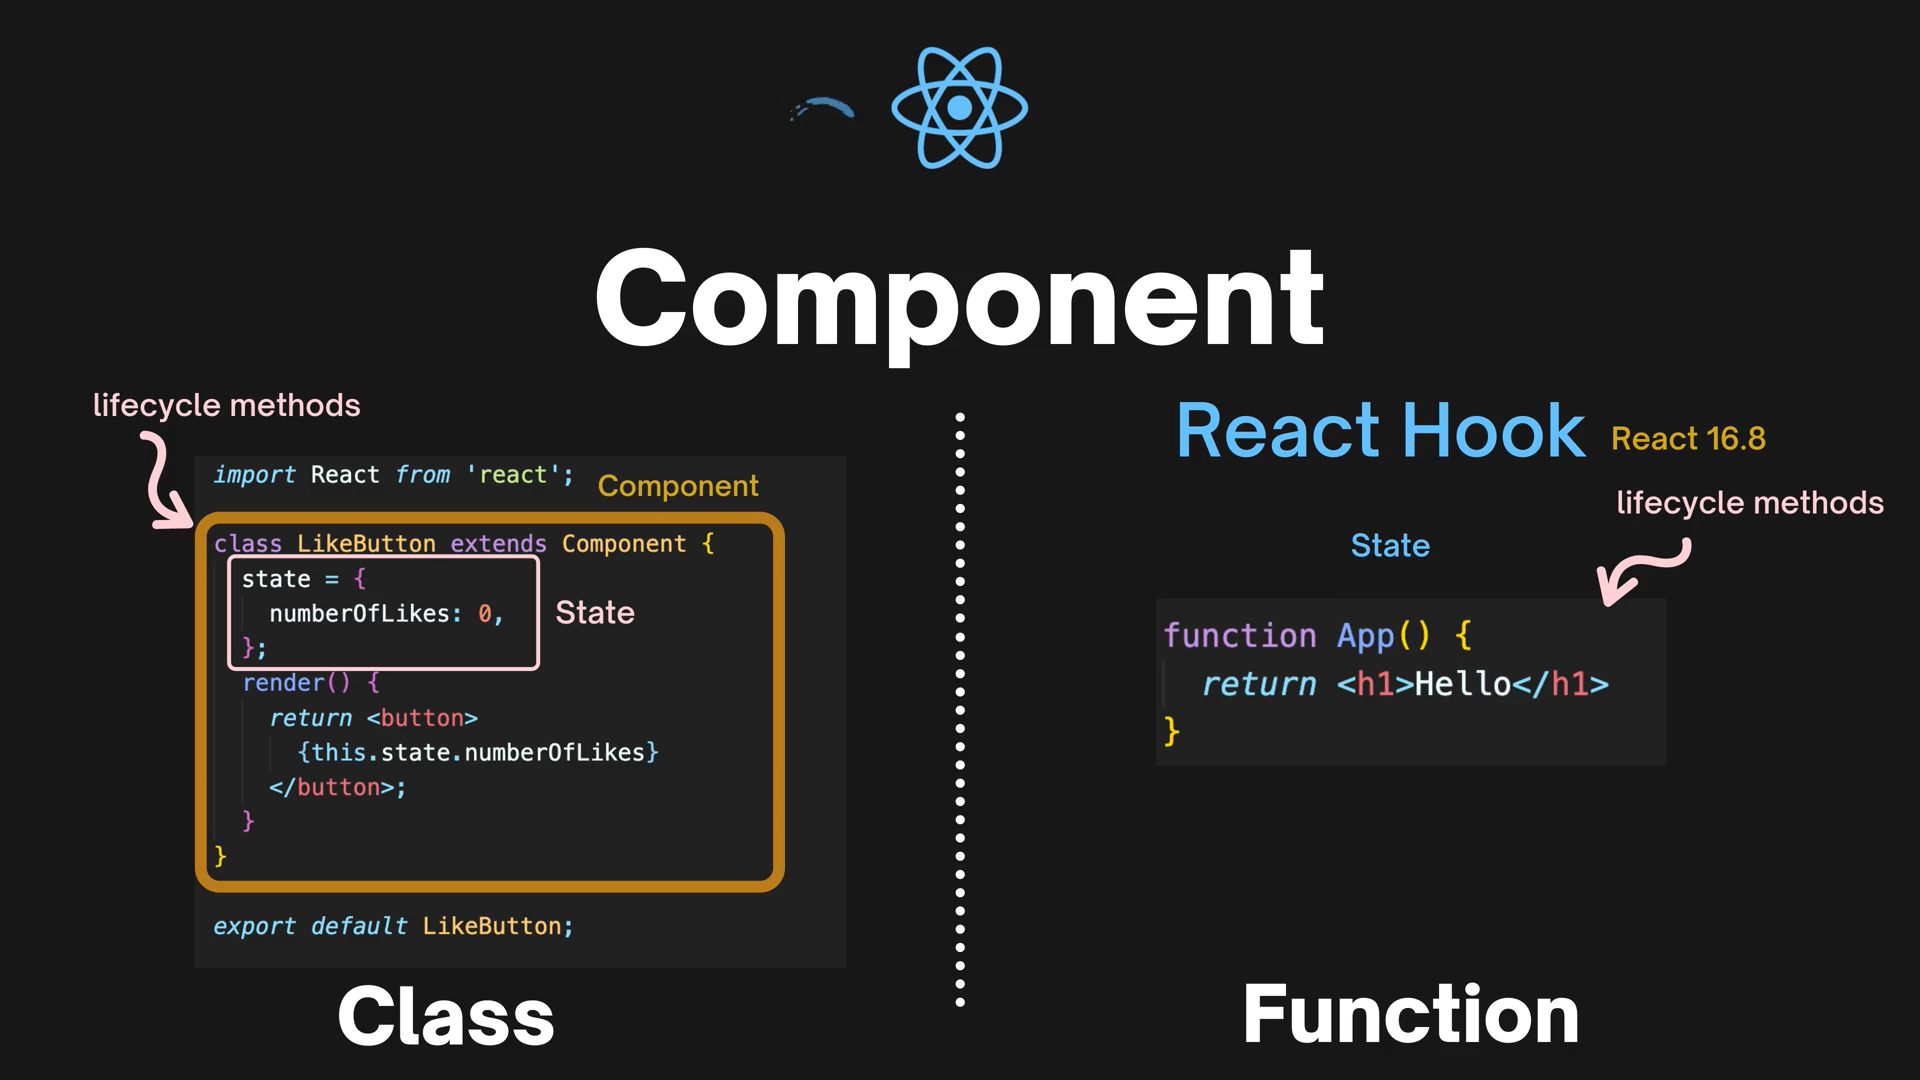 Component
lifecycle methods
import React from 'react';
Component
class LikeButton extends Component {
state = {
numberOfLikes: 0,
};
State
render() {
return <button>
{this.state.numberOfLikes}
</button>;
}
}
export default LikeButton;
Class
React Hook
React 16.8
lifecycle methods
State
function App() {
return <h1>Hello</h1>
}
Function